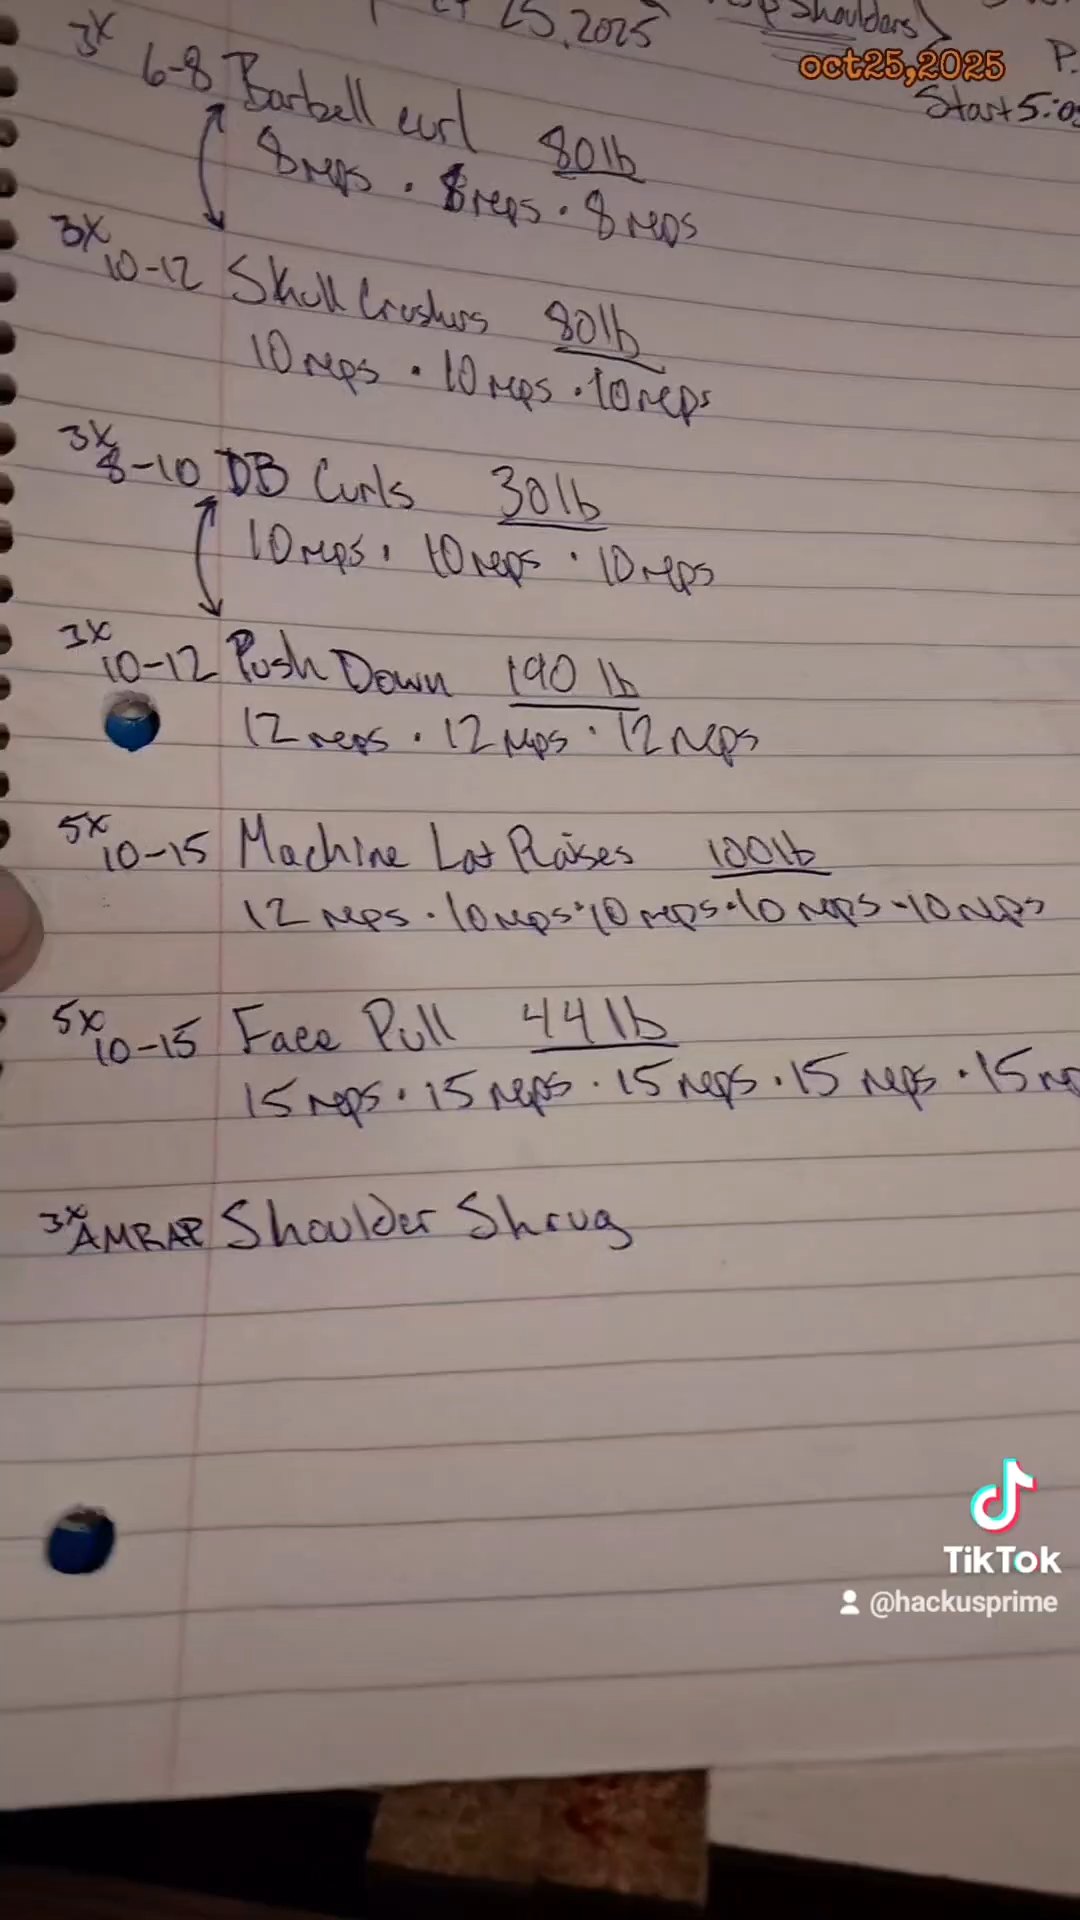 25,2025
Shoulders>
oct25,2025
P.
Start 5:0
3x
6-8 Barbell curl 80lb
8reps · 8reps · 8reps
3x
10-12 Skull Crushers 80lb
10reps · 10reps · 10reps
3x
8-10 DB Curls 30lb
10reps · 10reps · 10reps
3x
10-12 Push Down 190 lb
12reps · 12reps · 12reps
5x
10-15 Machine Lat Raises 100lb
12reps · 10reps · 10reps · 10reps · 10reps
5x
10-15 Face Pull 44lb
15reps · 15reps · 15reps · 15reps · 15re
3x
AMRAP Shoulder Shrug
TikTok
@hackusprime